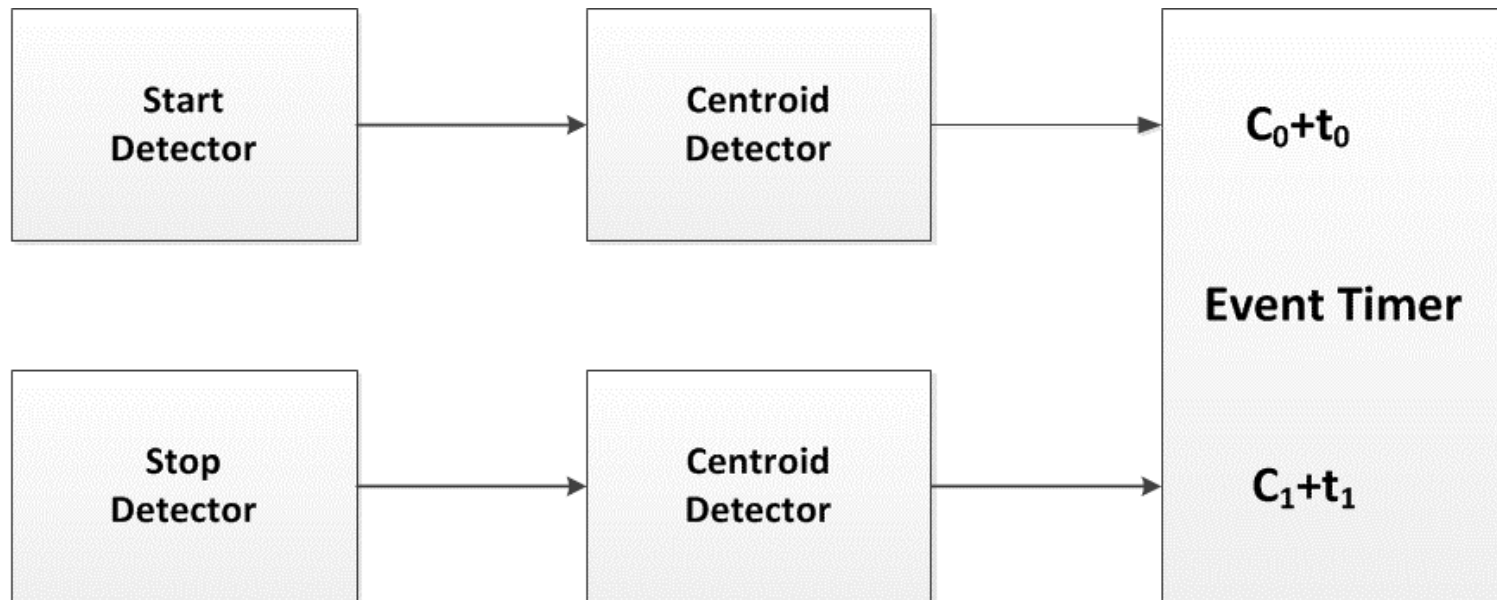 Start
Detector
Centroid
Detector
C₀+t₀
Event Timer
Stop
Detector
Centroid
Detector
C₁+t₁